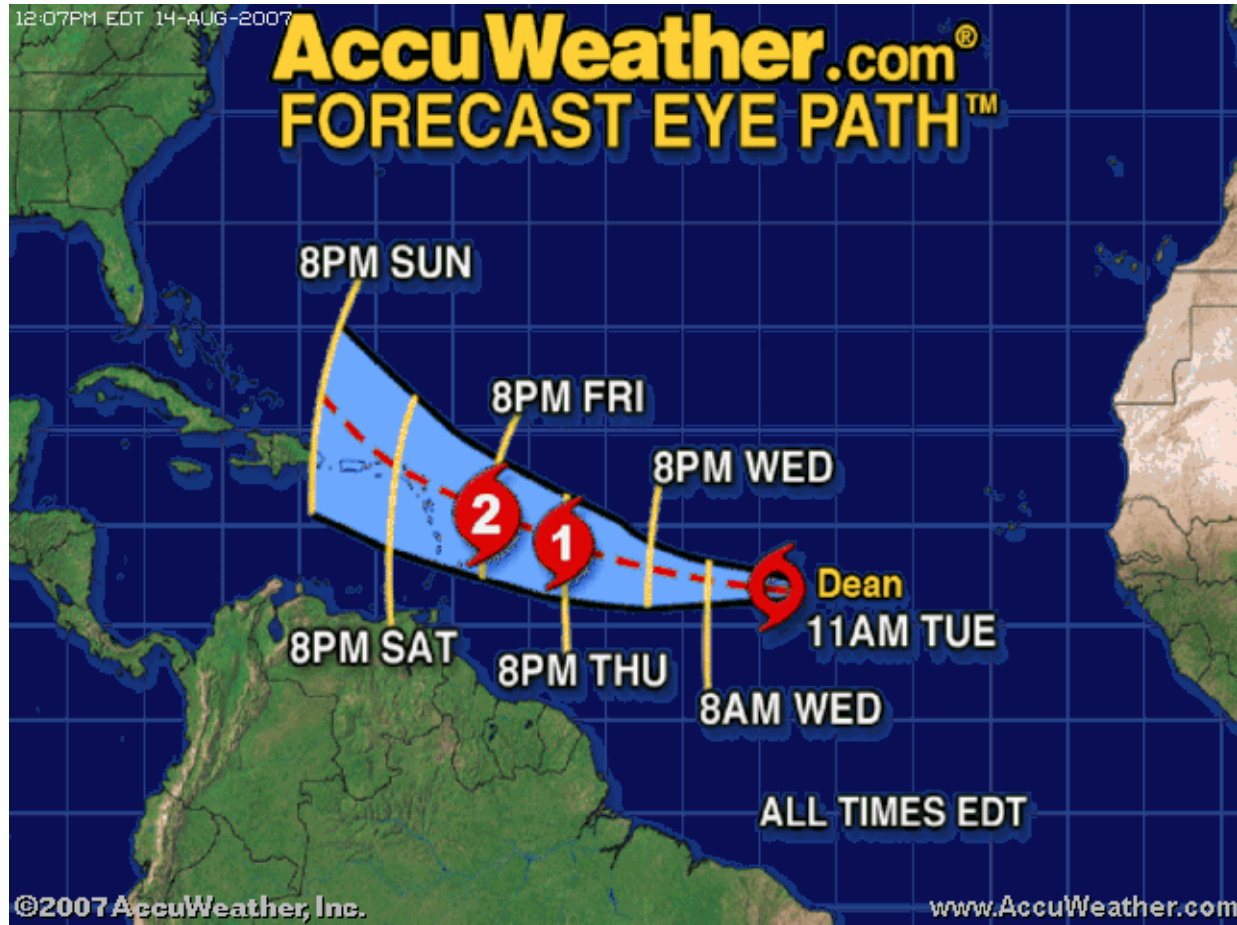 12:07PM EDT 14-AUG-2007
AccuWeather.com®
FORECAST EYE PATH™
8PM SUN
8PM FRI
8PM WED
2
1
Dean
11AM TUE
8PM SAT
8PM THU
8AM WED
ALL TIMES EDT
©2007 AccuWeather, Inc.
www.AccuWeather.com